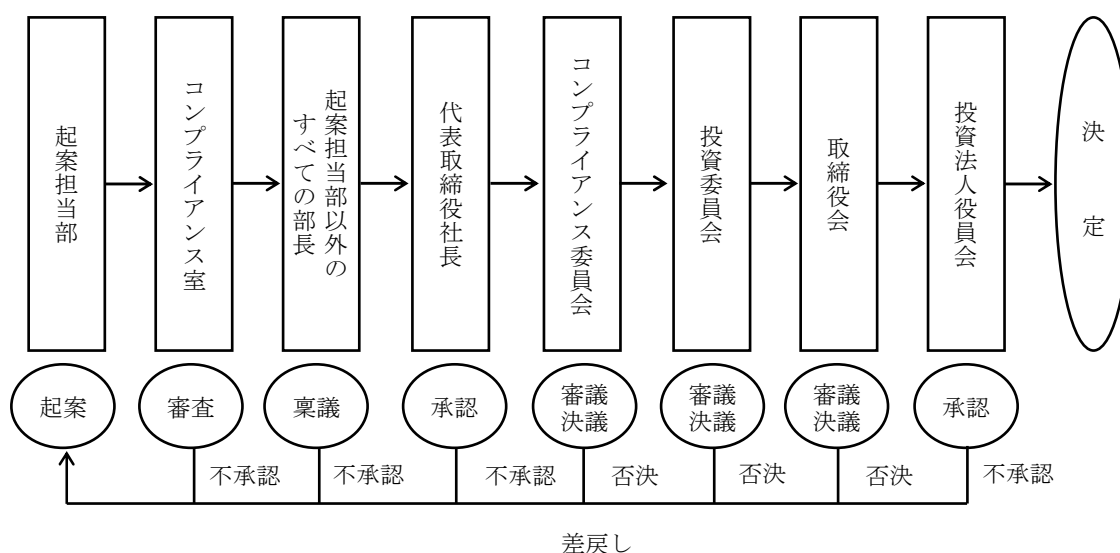 起案担当部
コンプライアンス室
起案担当部以外の
すべての部長
代表取締役社長
コンプライアンス委員会
投資委員会
取締役会
投資法人役員会
決定
起案
審査
稟議
承認
審議
決議
審議
決議
審議
決議
承認
不承認
不承認
不承認
否決
否決
否決
不承認
差戻し